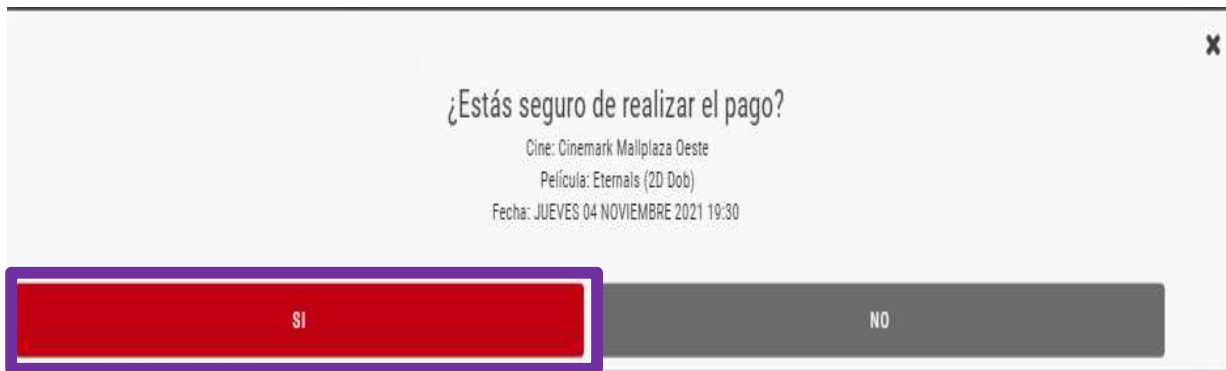 ¿Estás seguro de realizar el pago?
Cine: Cinemark Mallplaza Oeste
Película: Eternals (2D Dob)
Fecha: JUEVES 04 NOVIEMBRE 2021 19:30
SI
NO